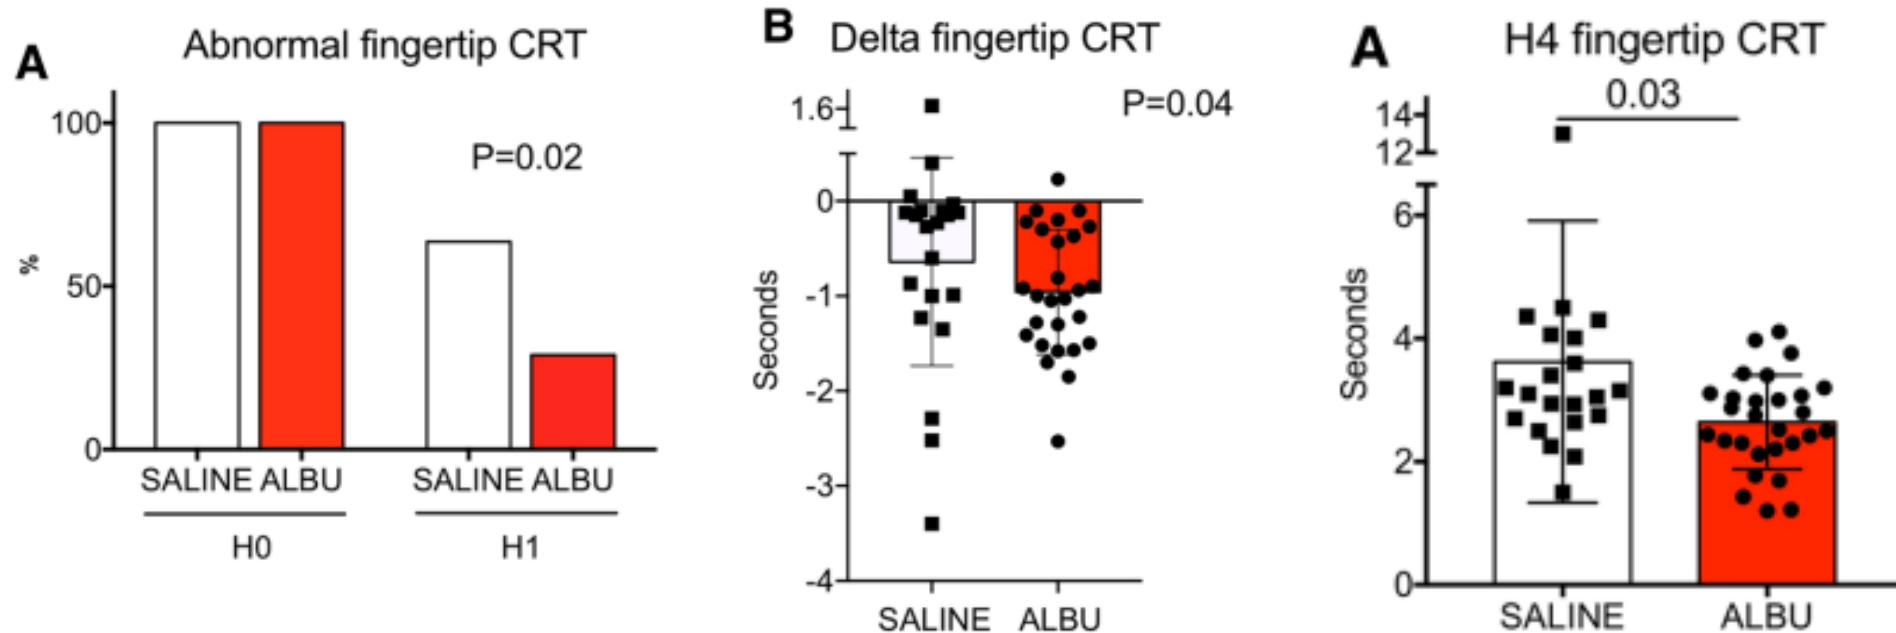 A
Abnormal fingertip CRT
100
50
0
%
P=0.02
SALINE ALBU
SALINE ALBU
H0
H1
B
Delta fingertip CRT
P=0.04
1.6
0
-1
-2
-3
-4
Seconds
SALINE
ALBU
A
H4 fingertip CRT
0.03
14
12
6
4
2
0
Seconds
SALINE
ALBU